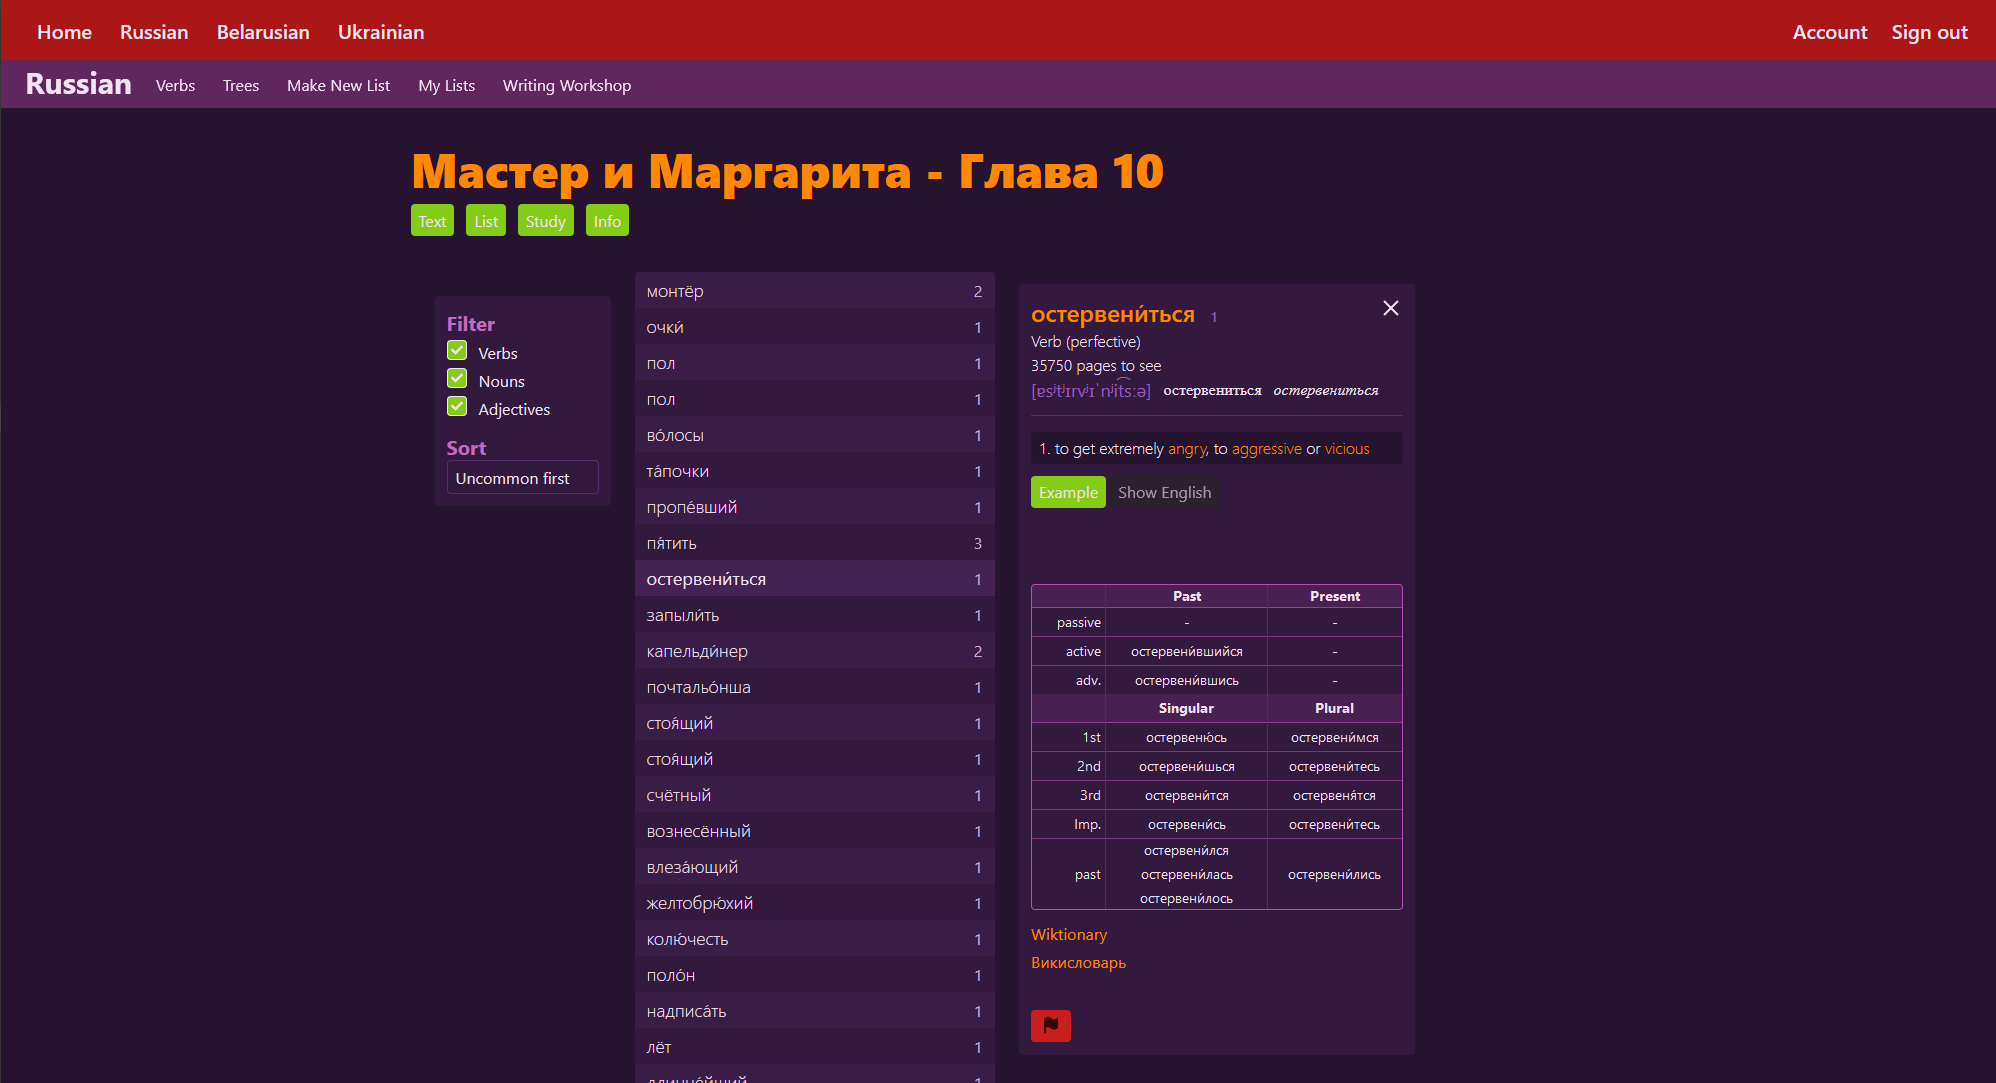 Home Russian Belarusian Ukrainian Account Sign out
Russian Verbs Trees Make New List My Lists Writing Workshop
Мастер и Маргарита - Глава 10
Text List Study Info
Filter
Verbs
Nouns
Adjectives
Sort
Uncommon first
монтёр 2
очки́ 1
пол 1
пол 1
во́лосы 1
та́почки 1
пропе́вший 1
пя́тить 3
остервени́ться 1
запыли́ть 1
капельди́нер 2
почтальо́нша 1
стоя́щий 1
стоя́щий 1
счётный 1
вознесённый 1
влеза́ющий 1
желтобрю́хий 1
колю́честь 1
поло́н 1
надписа́ть 1
лёт 1
остервени́ться 1
Verb (perfective)
35750 pages to see
[ɐsʲtʲɪrvʲɪˈnʲit͡sːə] остервениться остервениться
1. to get extremely angry, to aggressive or vicious
Example Show English
Past Present
passive - -
active остервени́вшийся -
adv. остервени́вшись -
Singular Plural
1st остервеню́сь остервени́мся
2nd остервени́шься остервени́тесь
3rd остервени́тся остервеня́тся
Imp. остервени́сь остервени́тесь
остервени́лся
past остервени́лась остервени́лись
остервени́лось
Wiktionary
Викисловарь